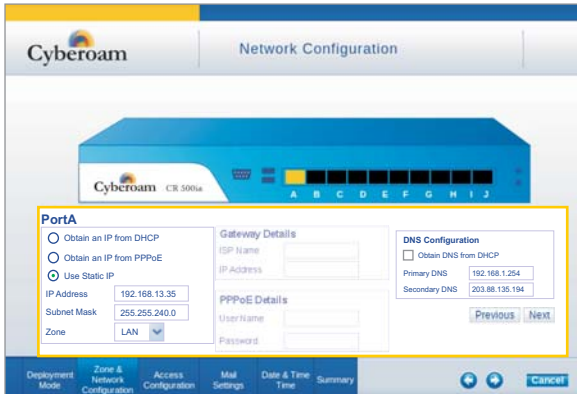 Cyberoam
Network Configuration
Cyberoam CR 500ia
A B C D E F G H I J
PortA
Obtain an IP from DHCP
Obtain an IP from PPPoE
Use Static IP
IP Address 192.168.13.35
Subnet Mask 255.255.240.0
Zone LAN
Gateway Details
ISP Name
IP Address
PPPoE Details
User Name
Password
DNS Configuration
Obtain DNS from DHCP
Primary DNS 192.168.1.254
Secondary DNS 203.88.135.194
Previous Next
Deployment Mode
Zone & Network Configuration
Access Configuration
Mail Settings
Date & Time Time
Summary
Cancel